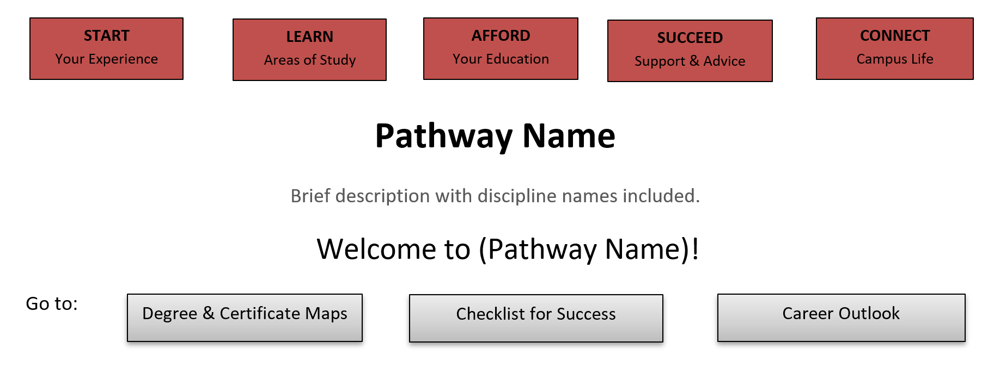 START
Your Experience
LEARN
Areas of Study
AFFORD
Your Education
SUCCEED
Support & Advice
CONNECT
Campus Life
Pathway Name
Brief description with discipline names included.
Welcome to (Pathway Name)!
Go to:
Degree & Certificate Maps
Checklist for Success
Career Outlook